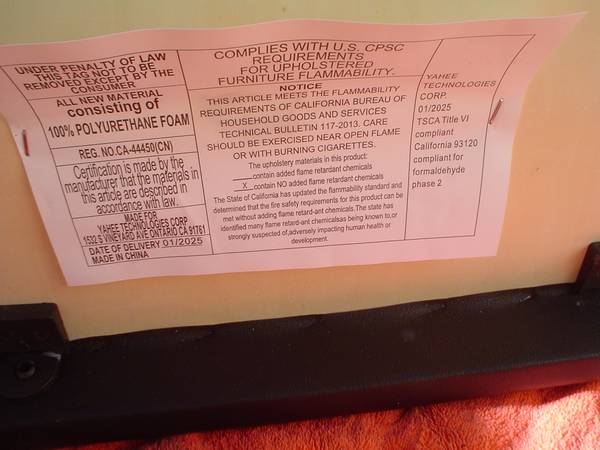 UNDER PENALTY OF LAW
THIS TAG NOT TO BE
REMOVED EXCEPT BY THE
CONSUMER
ALL NEW MATERIAL
consisting of
100% POLYURETHANE FOAM
REG. NO.CA-44450(CN)
Certification is made by the
manufacturer that the materials in
this article are described in
accordance with law.
MADE FOR
YAHEE TECHNOLOGIES CORP
1532 S VINEYARD AVE ONTARIO CA 91761
DATE OF DELIVERY 01/2025
MADE IN CHINA
COMPLIES WITH U.S. CPSC
REQUIREMENTS
FOR UPHOLSTERED
FURNITURE FLAMMABILITY.
NOTICE
THIS ARTICLE MEETS THE FLAMMABILITY
REQUIREMENTS OF CALIFORNIA BUREAU OF
HOUSEHOLD GOODS AND SERVICES
TECHNICAL BULLETIN 117-2013. CARE
SHOULD BE EXERCISED NEAR OPEN FLAME
OR WITH BURNING CIGARETTES.
The upholstery materials in this product:
____contain added flame retardant chemicals
__X__contain NO added flame retardant chemicals
The State of California has updated the flammability standard and
determined that the fire safety requirements for this product can be
met without adding flame retard-ant chemicals.The state has
identified many flame retard-ant chemicalsas being known to,or
strongly suspected of,adversely impacting human health or
development.
YAHEE
TECHNOLOGIES
CORP.
01/2025
TSCA Title VI
compliant
California 93120
compliant for
formaldehyde
phase 2